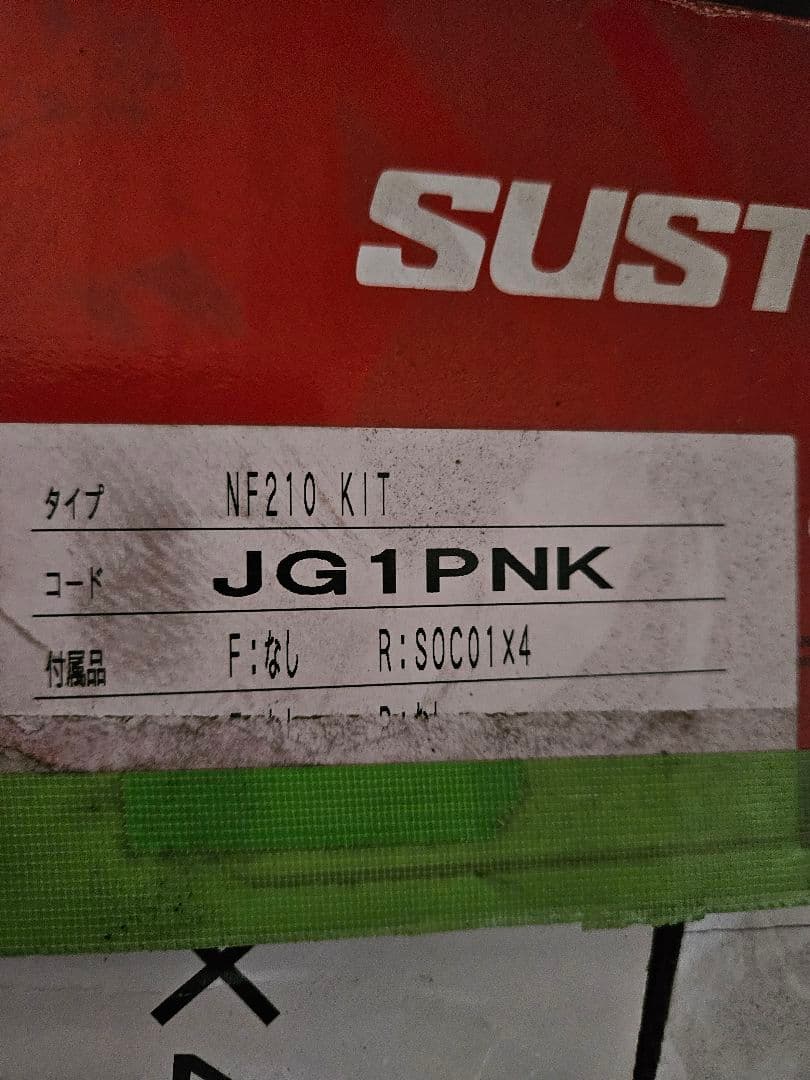 SUST
タイプ NF210 KIT
コード JG1PNK
付属品 F:なし R:SOC01X4
X